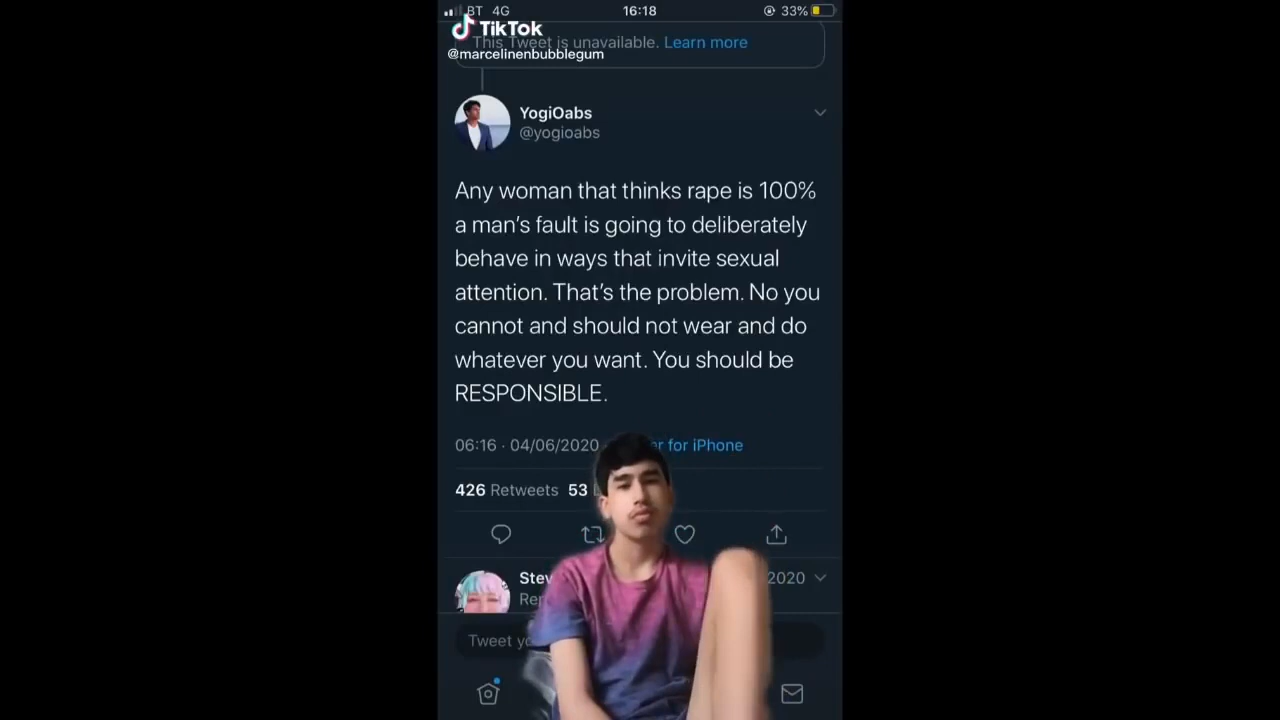 BT 4G 16:18 33%
TikTok
This Tweet is unavailable. Learn more
@marcelinenbubblegum
YogiOabs
@yogioabs
Any woman that thinks rape is 100%
a man's fault is going to deliberately
behave in ways that invite sexual
attention. That's the problem. No you
cannot and should not wear and do
whatever you want. You should be
RESPONSIBLE.
06:16 · 04/06/2020 for iPhone
426 Retweets 53
2020
Tweet